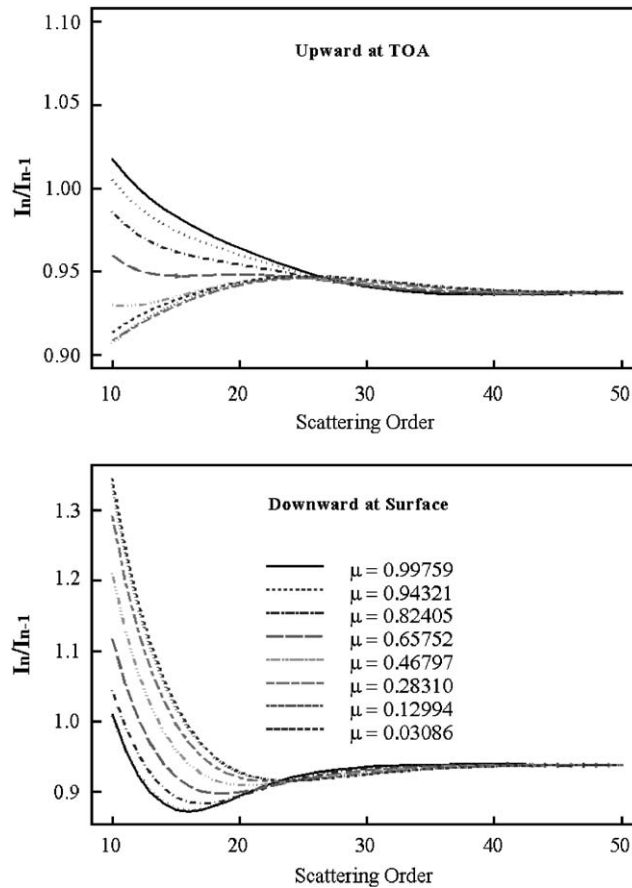 1.10
Upward at TOA
1.05
1.00
0.95
0.90
In/In-1
10 20 30 40 50
Scattering Order
Downward at Surface
1.3
1.2
1.1
1.0
0.9
In/In-1
μ = 0.99759
μ = 0.94321
μ = 0.82405
μ = 0.65752
μ = 0.46797
μ = 0.28310
μ = 0.12994
μ = 0.03086
10 20 30 40 50
Scattering Order